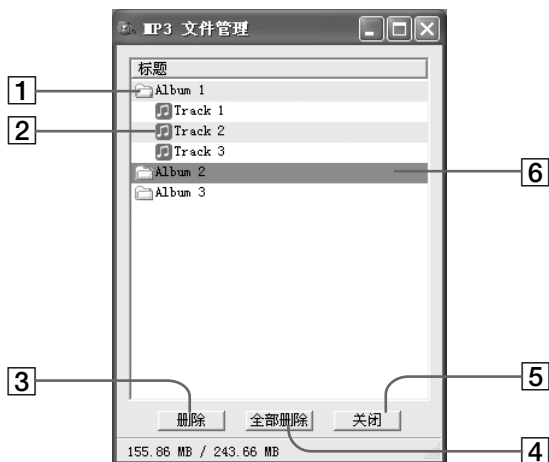 MP3 文件管理
标题
1
Album 1
Track 1
2
Track 2
Track 3
Album 2
6
Album 3
3
5
删除 全部删除 关闭
155.86 MB / 243.66 MB
4